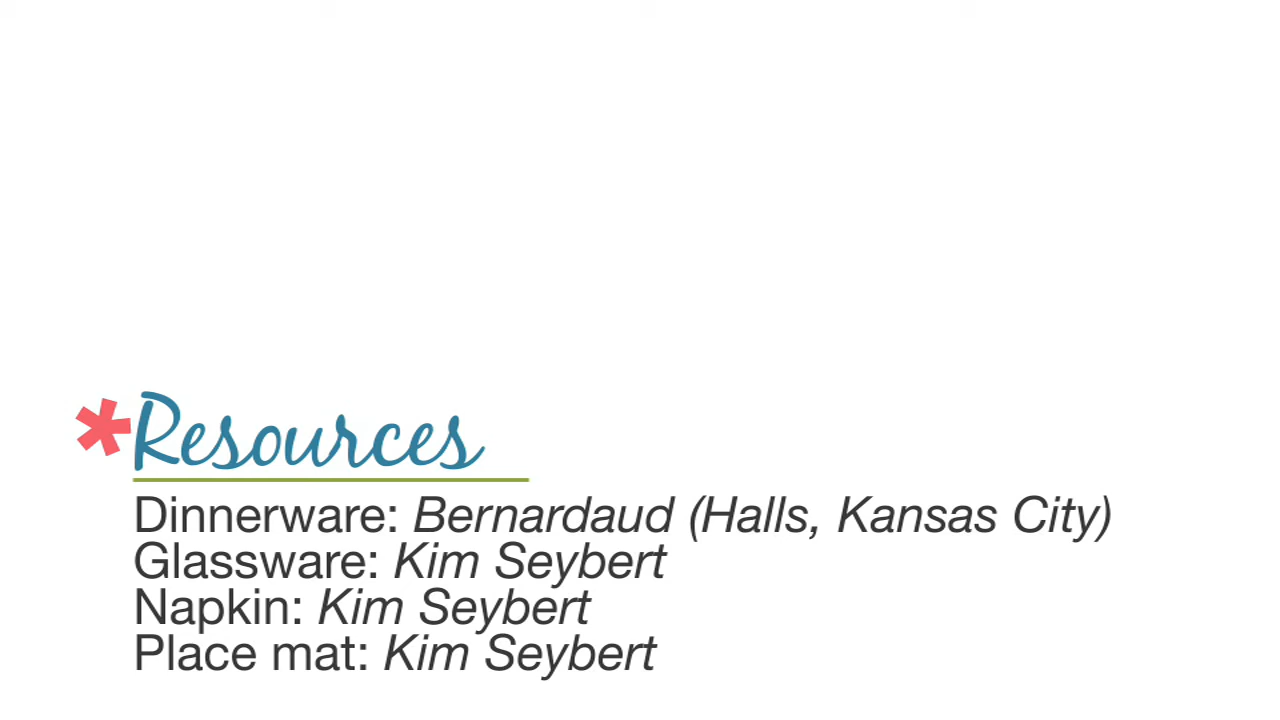 *Resources
Dinnerware: Bernardaud (Halls, Kansas City)
Glassware: Kim Seybert
Napkin: Kim Seybert
Place mat: Kim Seybert